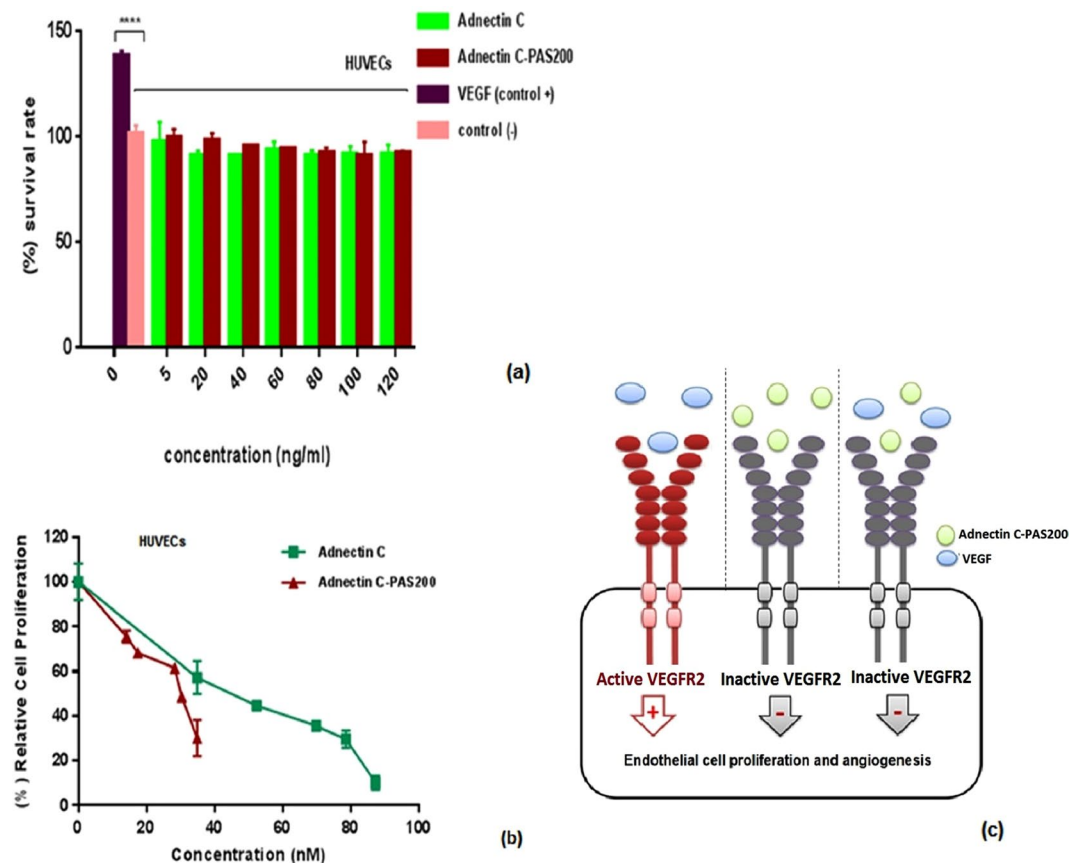 150
100
50
0
(%) survival rate
****
HUVECs
Adnectin C
Adnectin C-PAS200
VEGF (control +)
control (-)
0 5 20 40 60 80 100 120
concentration (ng/ml)
(a)
120
100
80
60
40
20
0
(% ) Relative Cell Proliferation
HUVECs
Adnectin C
Adnectin C-PAS200
0 20 40 60 80 100
Concentration (nM)
(b)
Adnectin C-PAS200
VEGF
Active VEGFR2 Inactive VEGFR2 Inactive VEGFR2
+ - -
Endothelial cell proliferation and angiogenesis
(c)